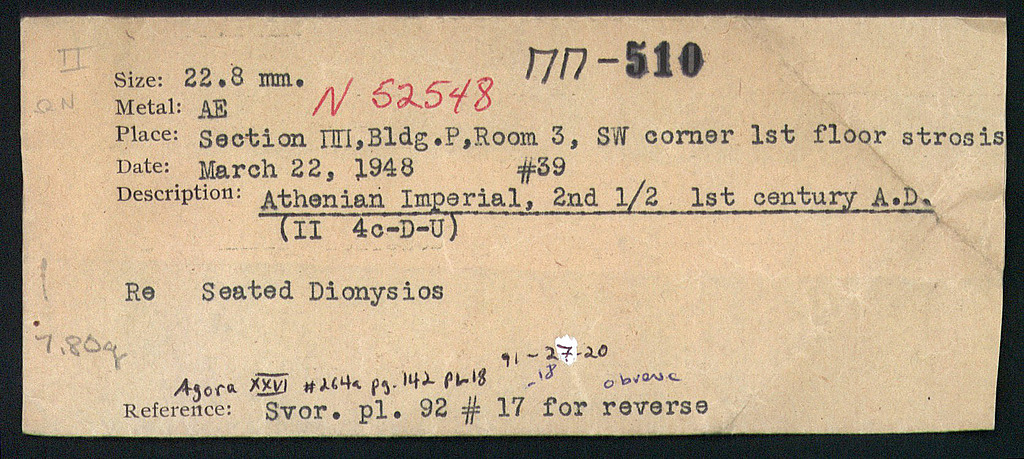 II
ΠΠ-510
Size: 22.8 mm.
N 52548
ON
Metal: AE
Place: Section ΠΠ,Bldg.P,Room 3, SW corner 1st floor strosis
Date: March 22, 1948 #39
Description: Athenian Imperial, 2nd 1/2 1st century A.D.
(II 4c-D-U)
Re Seated Dionysios
7.80g
91-27-20
-18 obverse
Agora XXVI #264a pg. 142 pl.18
Reference: Svor. pl. 92 # 17 for reverse